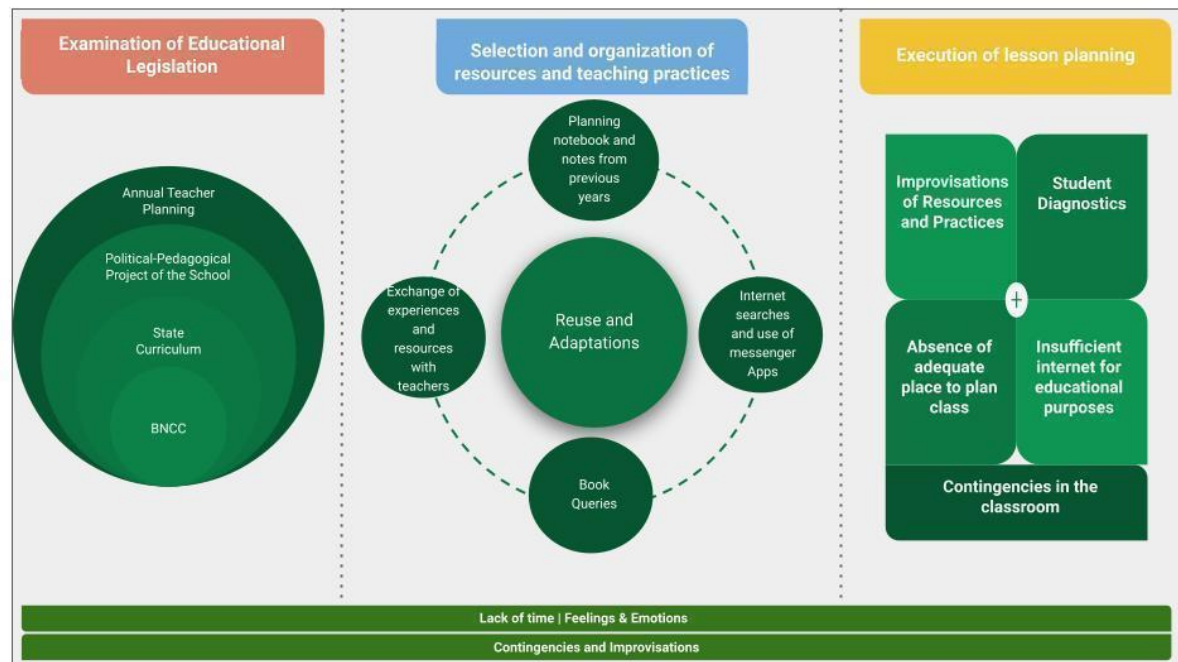 Examination of Educational
Legislation
Annual Teacher
Planning
Political-Pedagogical
Project of the School
State
Curriculum
BNCC
Selection and organization of
resources and teaching practices
Planning
notebook and
notes from
previous
years
Exchange of
experiences
and
resources
with
teachers
Reuse and
Adaptations
Internet
searches
and use of
messenger
Apps
Book
Queries
Execution of lesson planning
Improvisations
of Resources
and Practices
Student
Diagnostics
+
Absence of
adequate
place to plan
class
Insufficient
internet for
educational
purposes
Contingencies in the
classroom
Lack of time | Feelings & Emotions
Contingencies and Improvisations